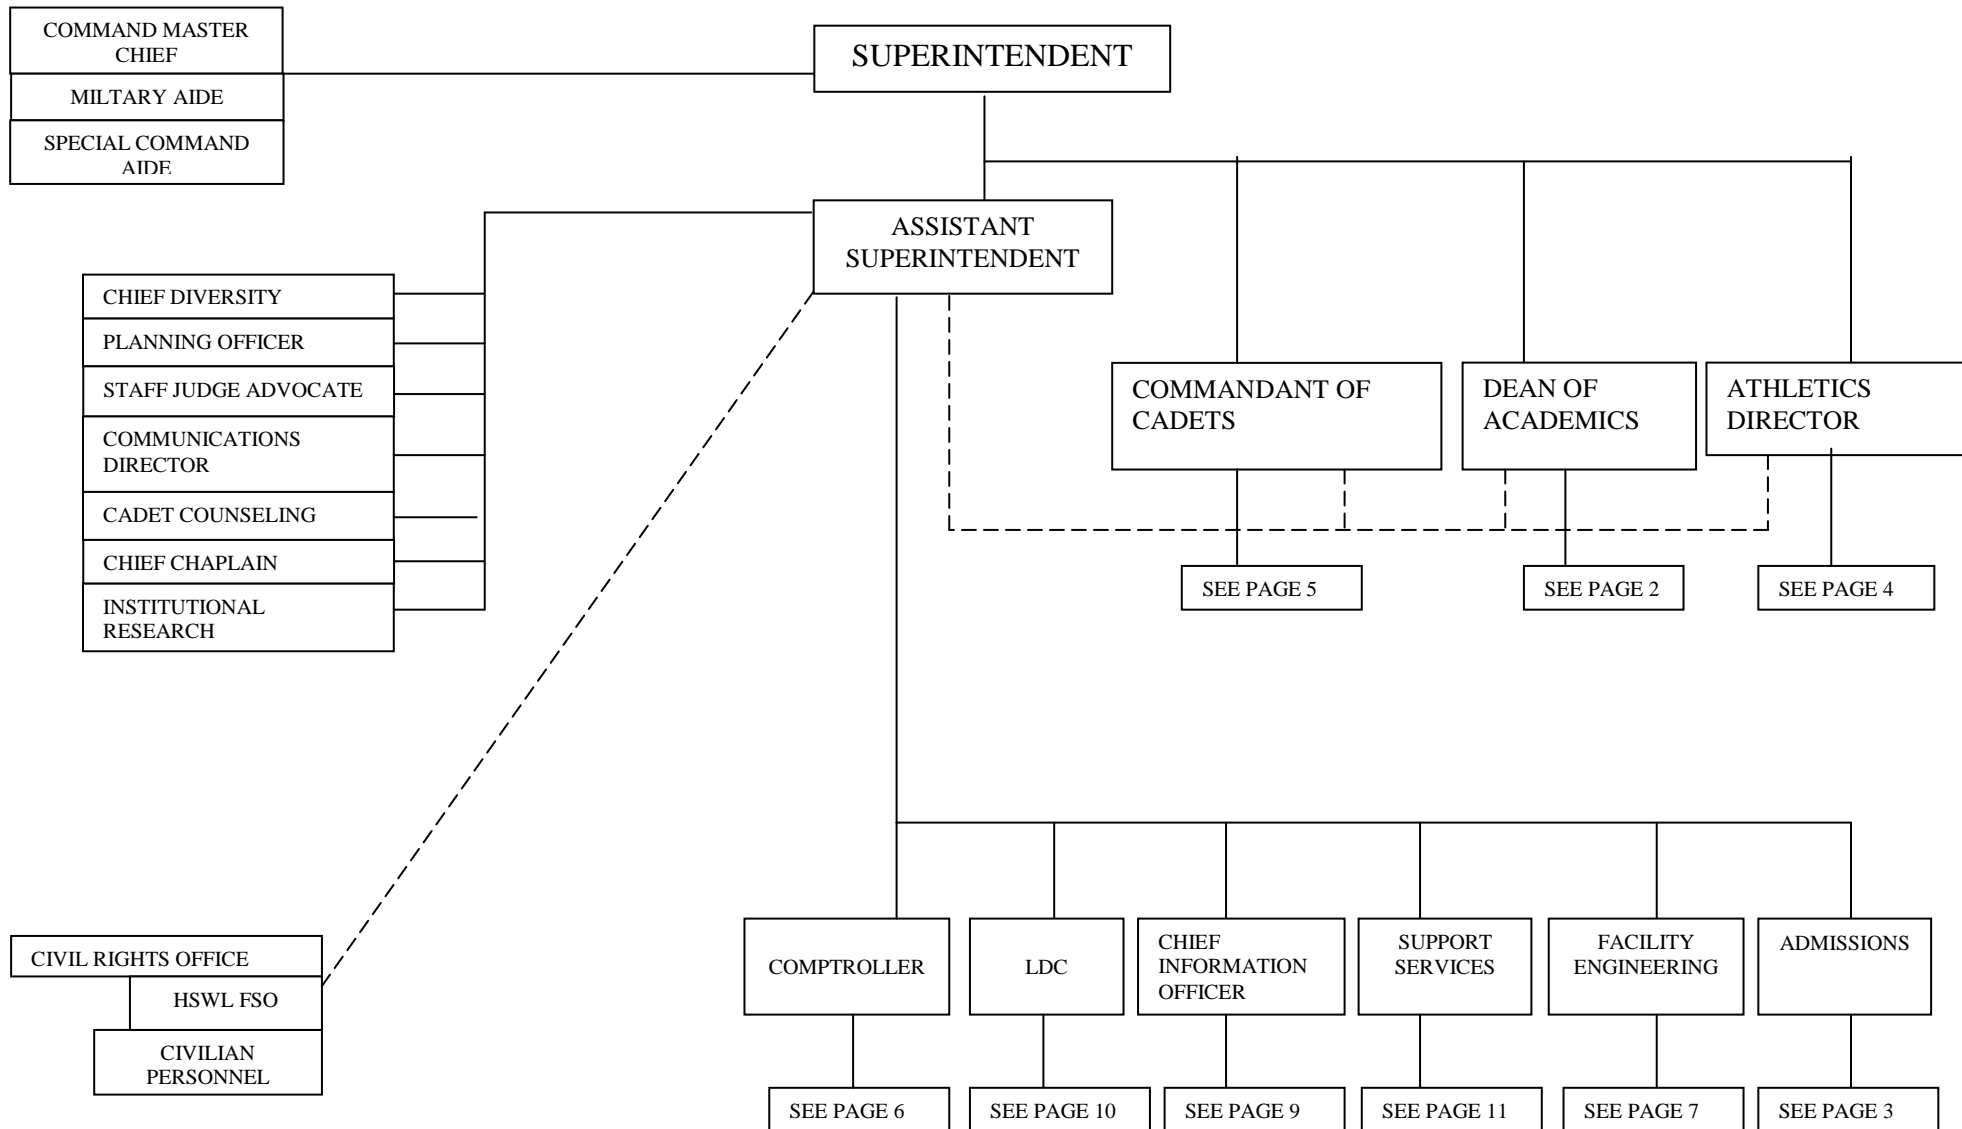 COMMAND MASTER
CHIEF
MILTARY AIDE
SPECIAL COMMAND
AIDE
SUPERINTENDENT
ASSISTANT
SUPERINTENDENT
CHIEF DIVERSITY
PLANNING OFFICER
STAFF JUDGE ADVOCATE
COMMUNICATIONS
DIRECTOR
CADET COUNSELING
CHIEF CHAPLAIN
INSTITUTIONAL
RESEARCH
COMMANDANT OF
CADETS
DEAN OF
ACADEMICS
ATHLETICS
DIRECTOR
SEE PAGE 5
SEE PAGE 2
SEE PAGE 4
CIVIL RIGHTS OFFICE
HSWL FSO
CIVILIAN
PERSONNEL
COMPTROLLER
LDC
CHIEF
INFORMATION
OFFICER
SUPPORT
SERVICES
FACILITY
ENGINEERING
ADMISSIONS
SEE PAGE 6
SEE PAGE 10
SEE PAGE 9
SEE PAGE 11
SEE PAGE 7
SEE PAGE 3